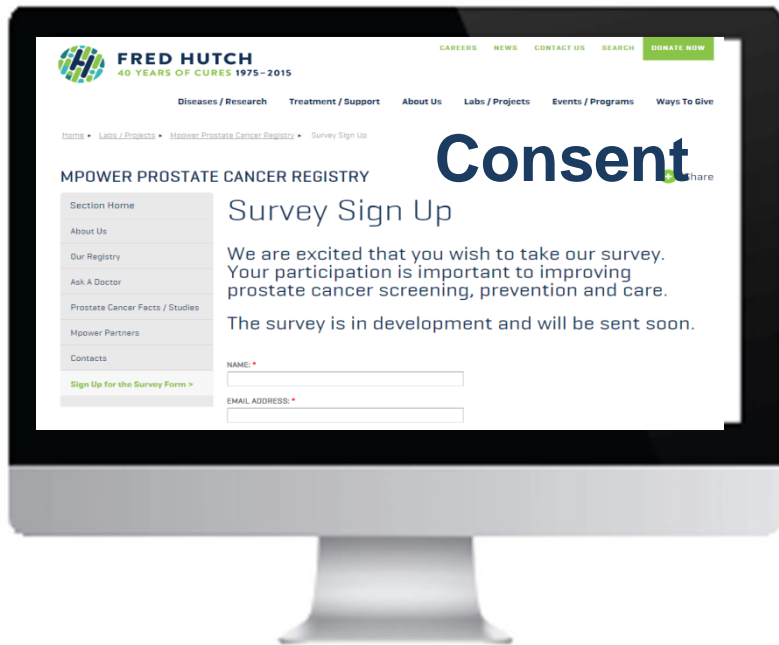 CAREERS NEWS CONTACT US SEARCH DONATE NOW
FRED HUTCH
40 YEARS OF CURES 1975–2015
Diseases / Research Treatment / Support About Us Labs / Projects Events / Programs Ways To Give
Home • Labs / Projects • Mpower Prostate Cancer Registry • Survey Sign Up
Consent
MPOWER PROSTATE CANCER REGISTRY
Share
Section Home
About Us
Our Registry
Ask A Doctor
Prostate Cancer Facts / Studies
Mpower Partners
Contacts
Sign Up for the Survey Form >
Survey Sign Up
We are excited that you wish to take our survey.
Your participation is important to improving
prostate cancer screening, prevention and care.
The survey is in development and will be sent soon.
NAME: *
EMAIL ADDRESS: *